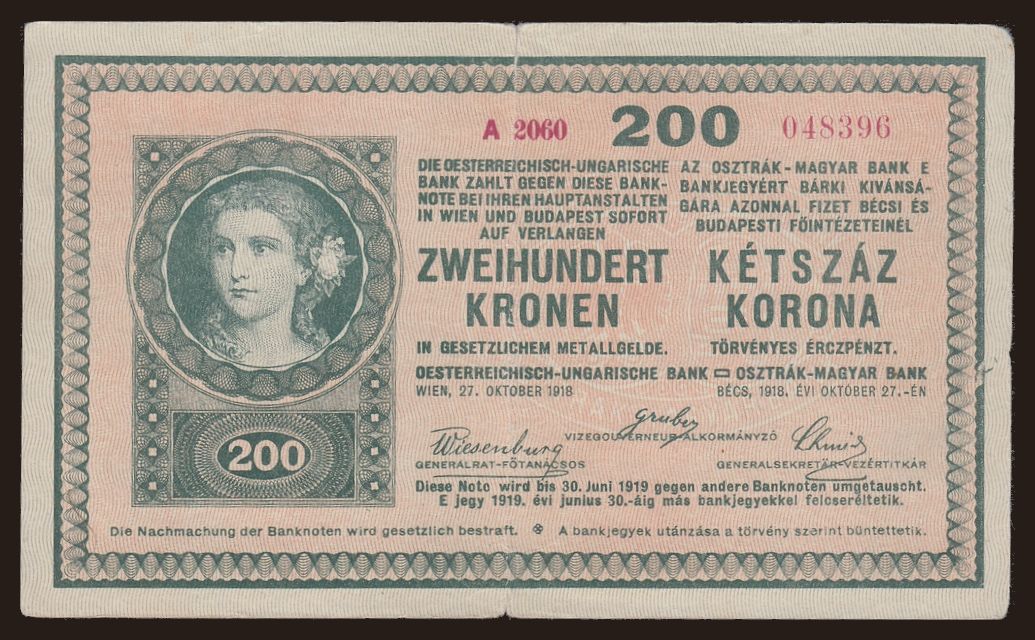 A 2060 200 048396
DIE OESTERREICHISCH-UNGARISCHE
BANK ZAHLT GEGEN DIESE BANK-
NOTE BEI IHREN HAUPTANSTALTEN
IN WIEN UND BUDAPEST SOFORT
AUF VERLANGEN
ZWEIHUNDERT
KRONEN
IN GESETZLICHEM METALLGELDE.
AZ OSZTRÁK-MAGYAR BANK E
BANKJEGYÉRT BÁRKI KIVÁNSÁ-
GÁRA AZONNAL FIZET BÉCSI ÉS
BUDAPESTI FŐINTÉZETEINÉL
KÉTSZÁZ
KORONA
TÖRVÉNYES ÉRCZPÉNZT.
OESTERREICHISCH-UNGARISCHE BANK OSZTRÁK-MAGYAR BANK
WIEN, 27. OKTOBER 1918 BÉCS, 1918. ÉVI OKTÓBER 27.-ÉN
Gruber
VIZEGOUVERNEUR-ALKORMÁNYZÓ
Wiesenburg
GENERALRAT-FŐTANÁCSOS
Schmid
GENERALSEKRETÄR-VEZÉRTITKÁR
Diese Note wird bis 30. Juni 1919 gegen andere Banknoten umgetauscht.
E jegy 1919. évi junius 30.-áig más bankjegyekkel felcseréltetik.
200
Die Nachmachung der Banknoten wird gesetzlich bestraft. A bankjegyek utánzása a törvény szerint büntettetik.